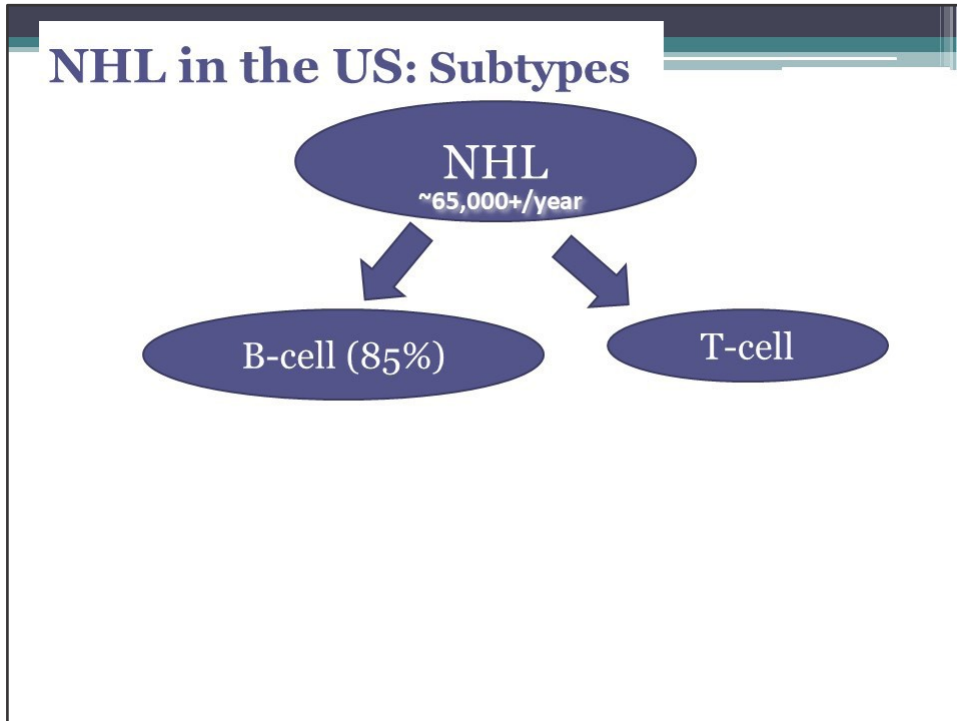 NHL in the US: Subtypes
NHL
~65,000+/year
B-cell (85%)
T-cell